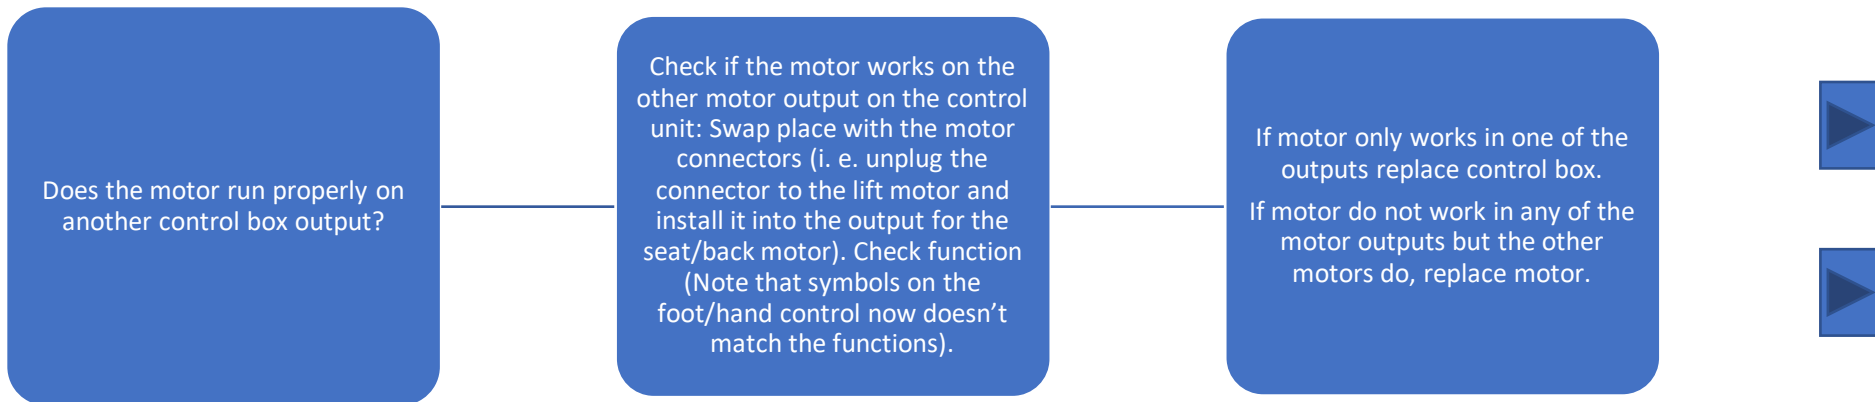 Does the motor run properly on
another control box output?
Check if the motor works on the
other motor output on the control
unit: Swap place with the motor
connectors (i. e. unplug the
connector to the lift motor and
install it into the output for the
seat/back motor). Check function
(Note that symbols on the
foot/hand control now doesn’t
match the functions).
If motor only works in one of the
outputs replace control box.
If motor do not work in any of the
motor outputs but the other
motors do, replace motor.